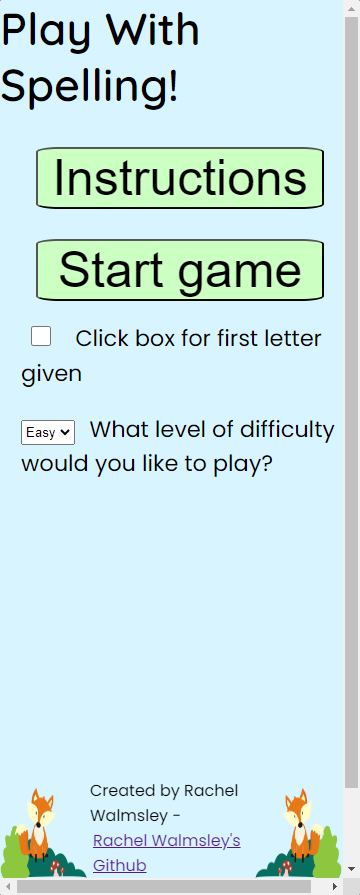 Play With
Spelling!
Instructions
Start game
Click box for first letter
given
Easy What level of difficulty
would you like to play?
Created by Rachel
Walmsley -
Rachel Walmsley's
Github